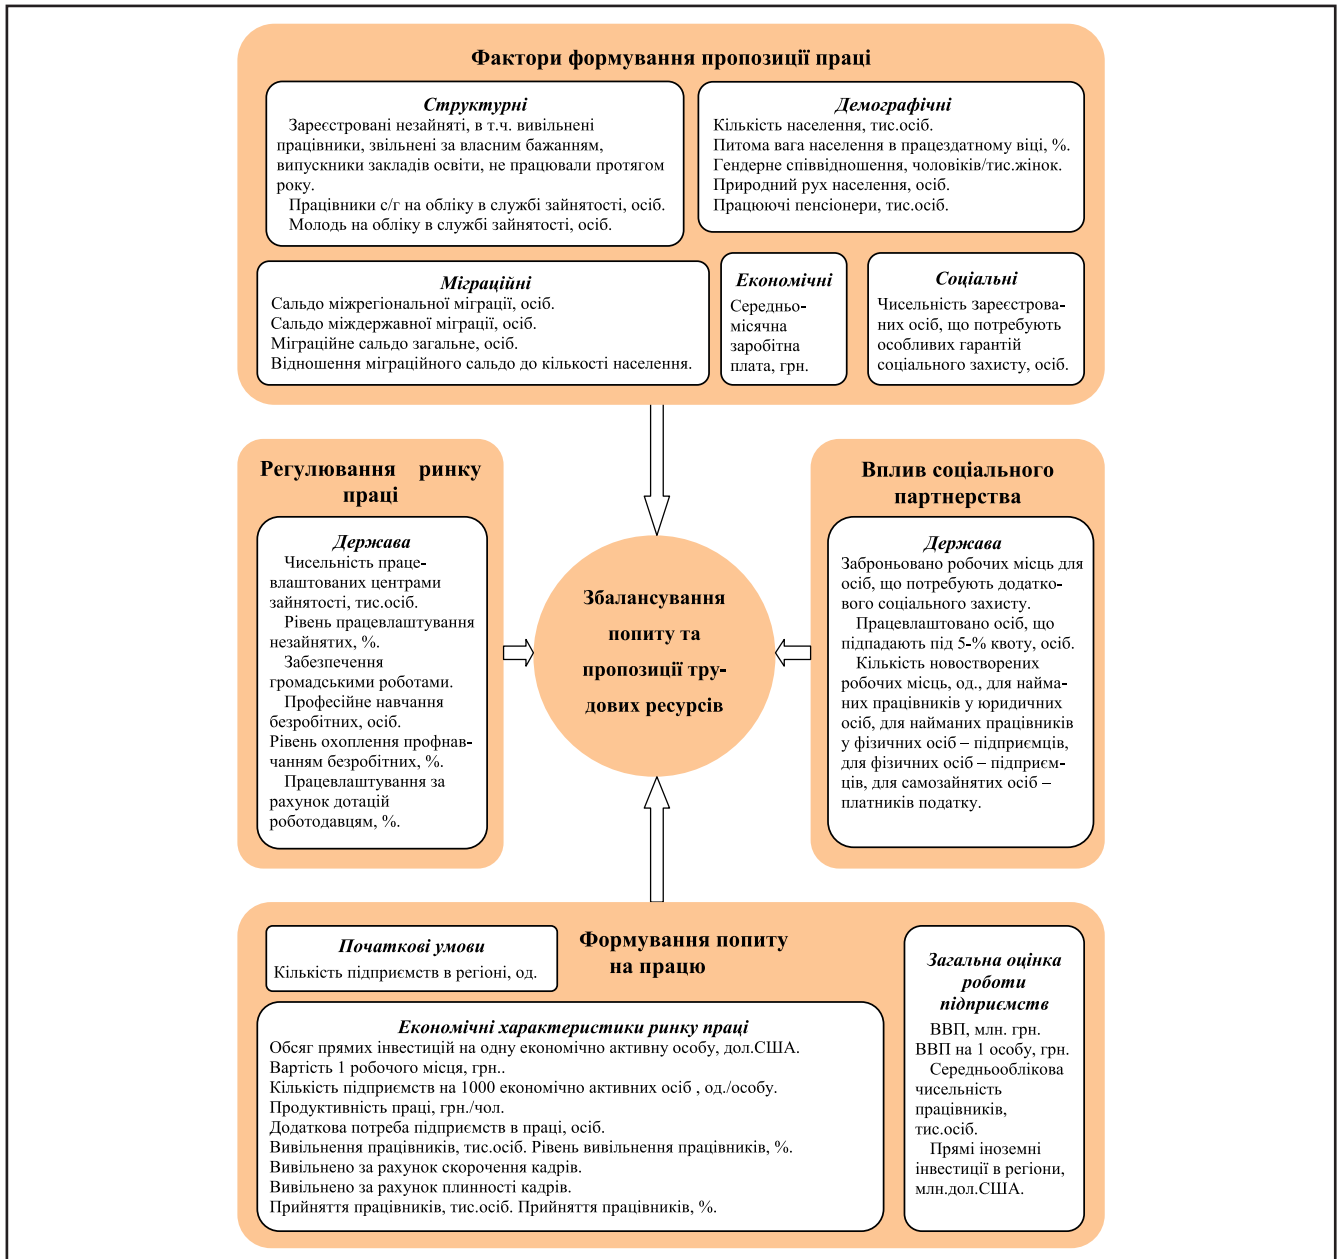 Фактори формування пропозиції праці
Структурні
Зареєстровані незайняті, в т.ч. вивільнені
працівники, звільнені за власним бажанням,
випускники закладів освіти, не працювали протягом
року.
Працівники с/г на обліку в службі зайнятості, осіб.
Молодь на обліку в службі зайнятості, осіб.
Демографічні
Кількість населення, тис.осіб.
Питома вага населення в працездатному віці, %.
Гендерне співвідношення, чоловіків/тис.жінок.
Природний рух населення, осіб.
Працюючі пенсіонери, тис.осіб.
Міграційні
Сальдо міжрегіональної міграції, осіб.
Сальдо міждержавної міграції, осіб.
Міграційне сальдо загальне, осіб.
Відношення міграційного сальдо до кількості населення.
Економічні
Середньо-
місячна
заробітна
плата, грн.
Соціальні
Чисельність зареєстрова-
них осіб, що потребують
особливих гарантій
соціального захисту, осіб.
Регулювання ринку
праці
Держава
Чисельність праце-
влаштованих центрами
зайнятості, тис.осіб.
Рівень працевлаштування
незайнятих, %.
Забезпечення
громадськими роботами.
Професійне навчання
безробітних, осіб.
Рівень охоплення профнав-
чанням безробітних, %.
Працевлаштування за
рахунок дотацій
роботодавцям, %.
Збалансування
попиту та
пропозиції тру-
дових ресурсів
Вплив соціального
партнерства
Держава
Заброньовано робочих місць для
осіб, що потребують додатко-
вого соціального захисту.
Працевлаштовано осіб, що
підпадають під 5-% квоту, осіб.
Кількість новостворених
робочих місць, од., для найма-
них працівників у юридичних
осіб, для найманих працівників
у фізичних осіб – підприємців,
для фізичних осіб – підприєм-
ців, для самозайнятих осіб –
платників податку.
Формування попиту
на працю
Початкові умови
Кількість підприємств в регіоні, од.
Економічні характеристики ринку праці
Обсяг прямих інвестицій на одну економічно активну особу, дол.США.
Вартість 1 робочого місця, грн..
Кількість підприємств на 1000 економічно активних осіб , од./особу.
Продуктивність праці, грн./чол.
Додаткова потреба підприємств в праці, осіб.
Вивільнення працівників, тис.осіб. Рівень вивільнення працівників, %.
Вивільнено за рахунок скорочення кадрів.
Вивільнено за рахунок плинності кадрів.
Прийняття працівників, тис.осіб. Прийняття працівників, %.
Загальна оцінка
роботи
підприємств
ВВП, млн. грн.
ВВП на 1 особу, грн.
Середньооблікова
чисельність
працівників,
тис.осіб.
Прямі іноземні
інвестиції в регіони,
млн.дол.США.